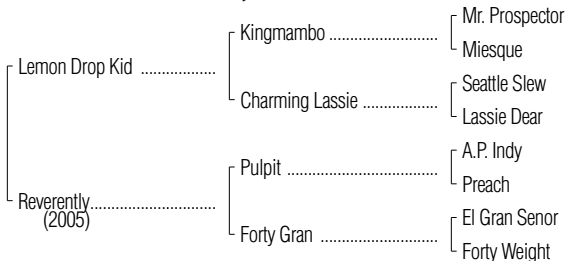 Mr. Prospector
Kingmambo ........................
Miesque
Lemon Drop Kid .................
Seattle Slew
Charming Lassie .................
Lassie Dear
A.P. Indy
Pulpit ..................................
Preach
Reverently............................
(2005)
El Gran Senor
Forty Gran ..........................
Forty Weight